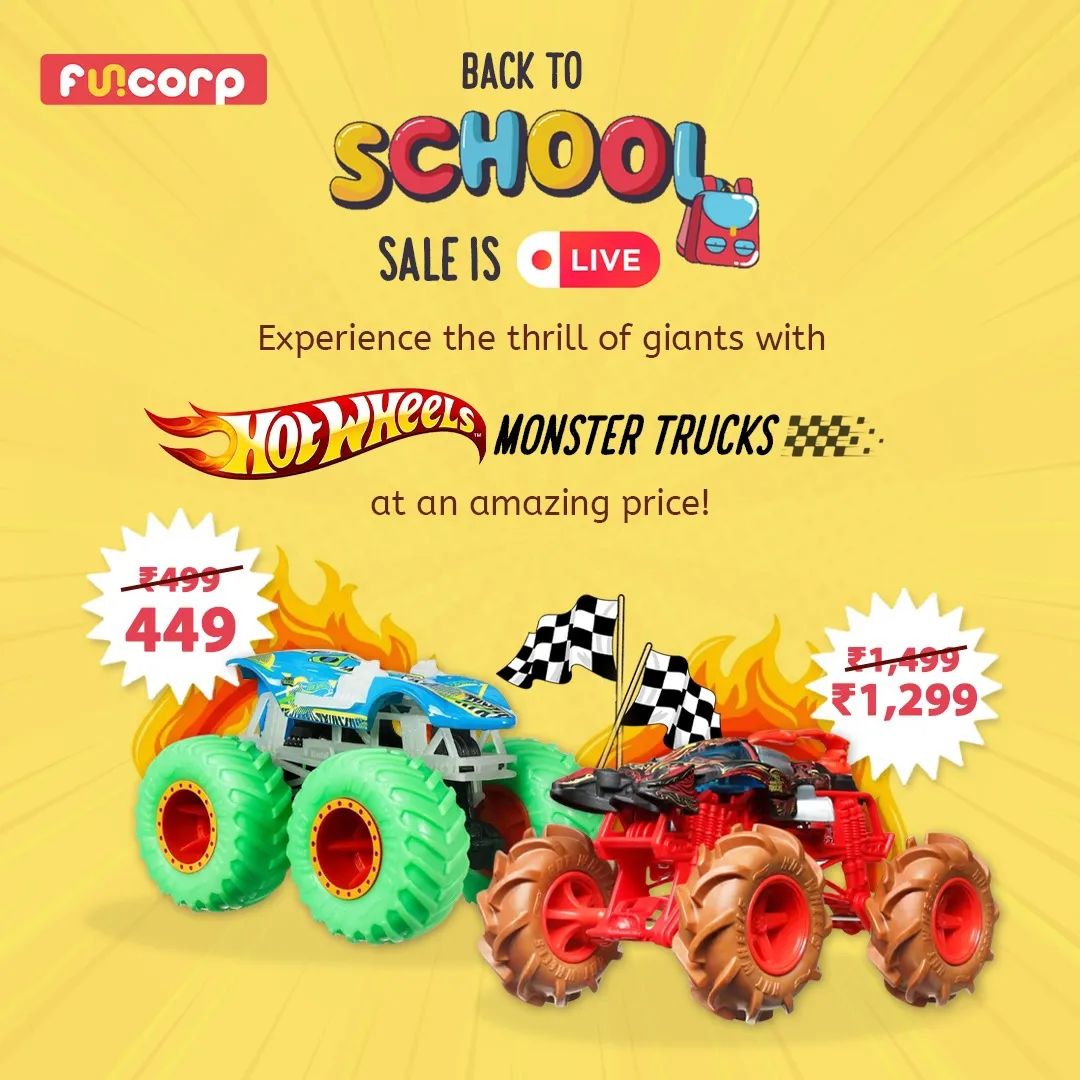 FUNCORP
BACK TO
SCHOOL
SALE IS LIVE
Experience the thrill of giants with
HOT WHEELS™ MONSTER TRUCKS
at an amazing price!
₹499
449
₹1,499
₹1,299